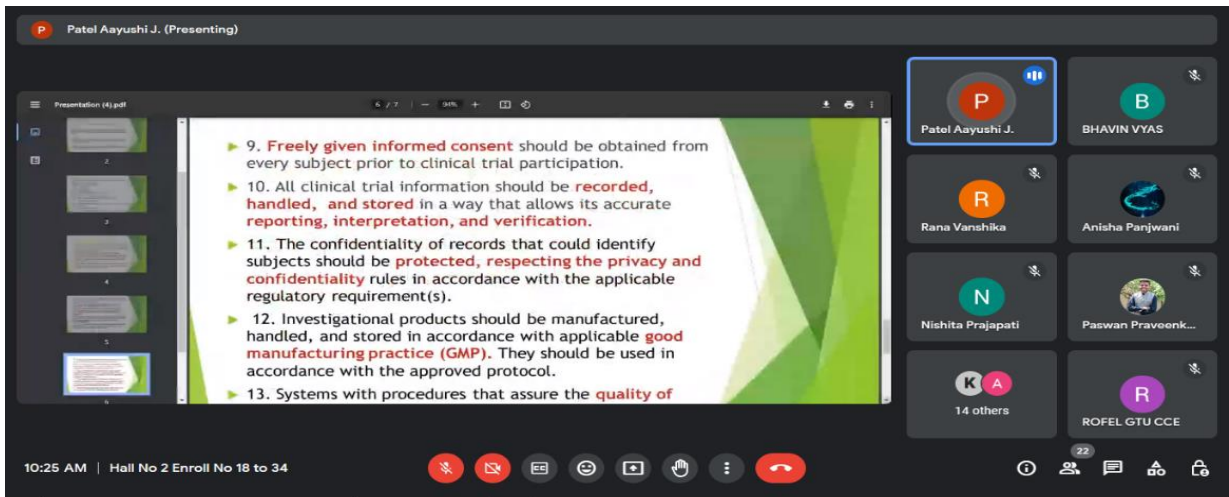 P Patel Aayushi J. (Presenting)
Presentation (4).pdf
6 / 7 | — 94% +
2
3
4
5
6
9. Freely given informed consent should be obtained from
every subject prior to clinical trial participation.
10. All clinical trial information should be recorded,
handled, and stored in a way that allows its accurate
reporting, interpretation, and verification.
11. The confidentiality of records that could identify
subjects should be protected, respecting the privacy and
confidentiality rules in accordance with the applicable
regulatory requirement(s).
12. Investigational products should be manufactured,
handled, and stored in accordance with applicable good
manufacturing practice (GMP). They should be used in
accordance with the approved protocol.
13. Systems with procedures that assure the quality of
P
Patel Aayushi J.
B
BHAVIN VYAS
R
Rana Vanshika
Anisha Panjwani
N
Nishita Prajapati
Paswan Praveenk...
K A
14 others
R
ROFEL GTU CCE
10:25 AM | Hall No 2 Enroll No 18 to 34
CC
22